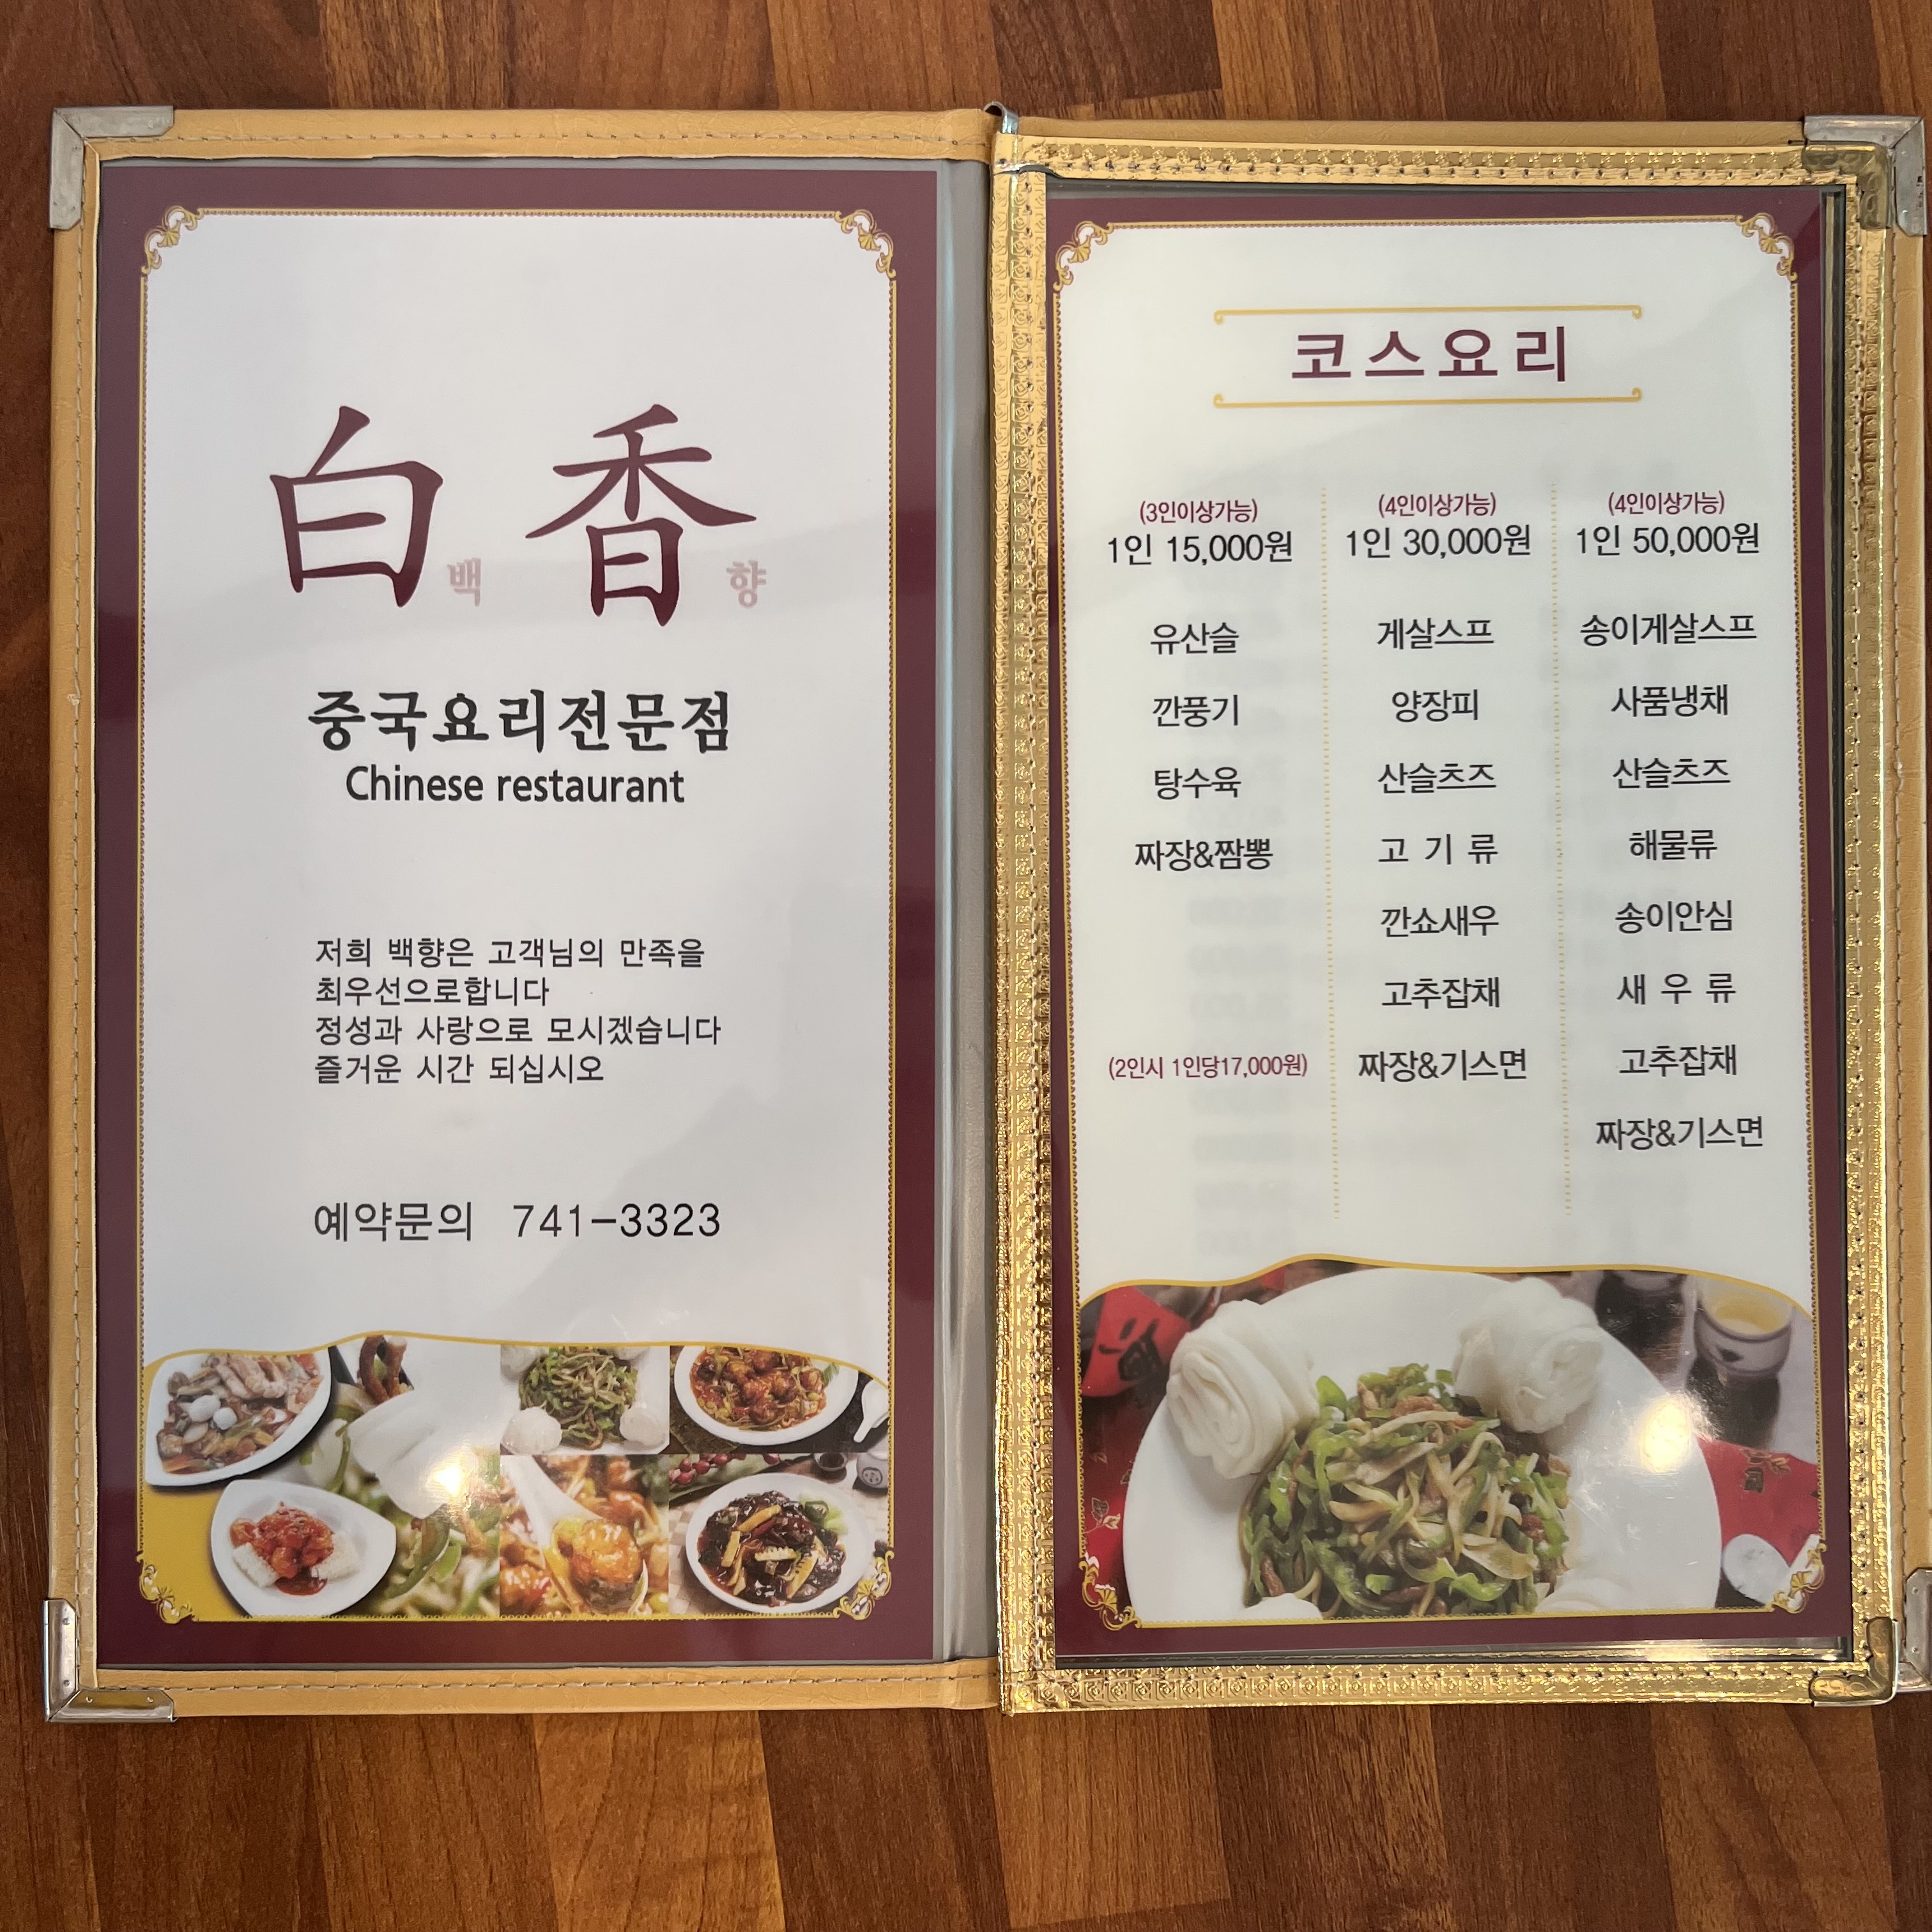 白백 香향
중국요리전문점
Chinese restaurant
저희 백향은 고객님의 만족을
최우선으로합니다
정성과 사랑으로 모시겠습니다
즐거운 시간 되십시오
예약문의 741-3323
코스요리
(3인이상가능)
1인 15,000원
유산슬
깐풍기
탕수육
짜장&짬뽕
(2인시 1인당17,000원)
(4인이상가능)
1인 30,000원
게살스프
양장피
산슬츠즈
고 기 류
깐쇼새우
고추잡채
짜장&기스면
(4인이상가능)
1인 50,000원
송이게살스프
사품냉채
산슬츠즈
해물류
송이안심
새 우 류
고추잡채
짜장&기스면